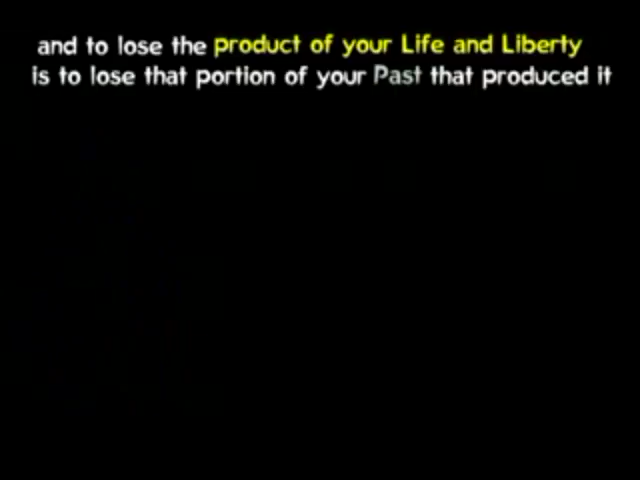 and to lose the product of your Life and Liberty
is to lose that portion of your Past that produced it